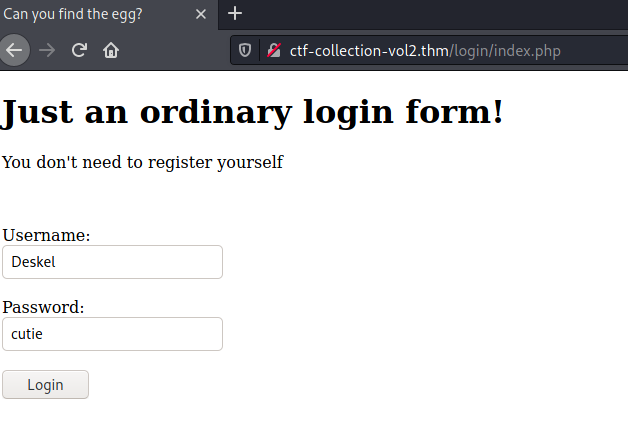 Can you find the egg?
ctf-collection-vol2.thm/login/index.php
Just an ordinary login form!
You don't need to register yourself
Username:
Deskel
Password:
cutie
Login